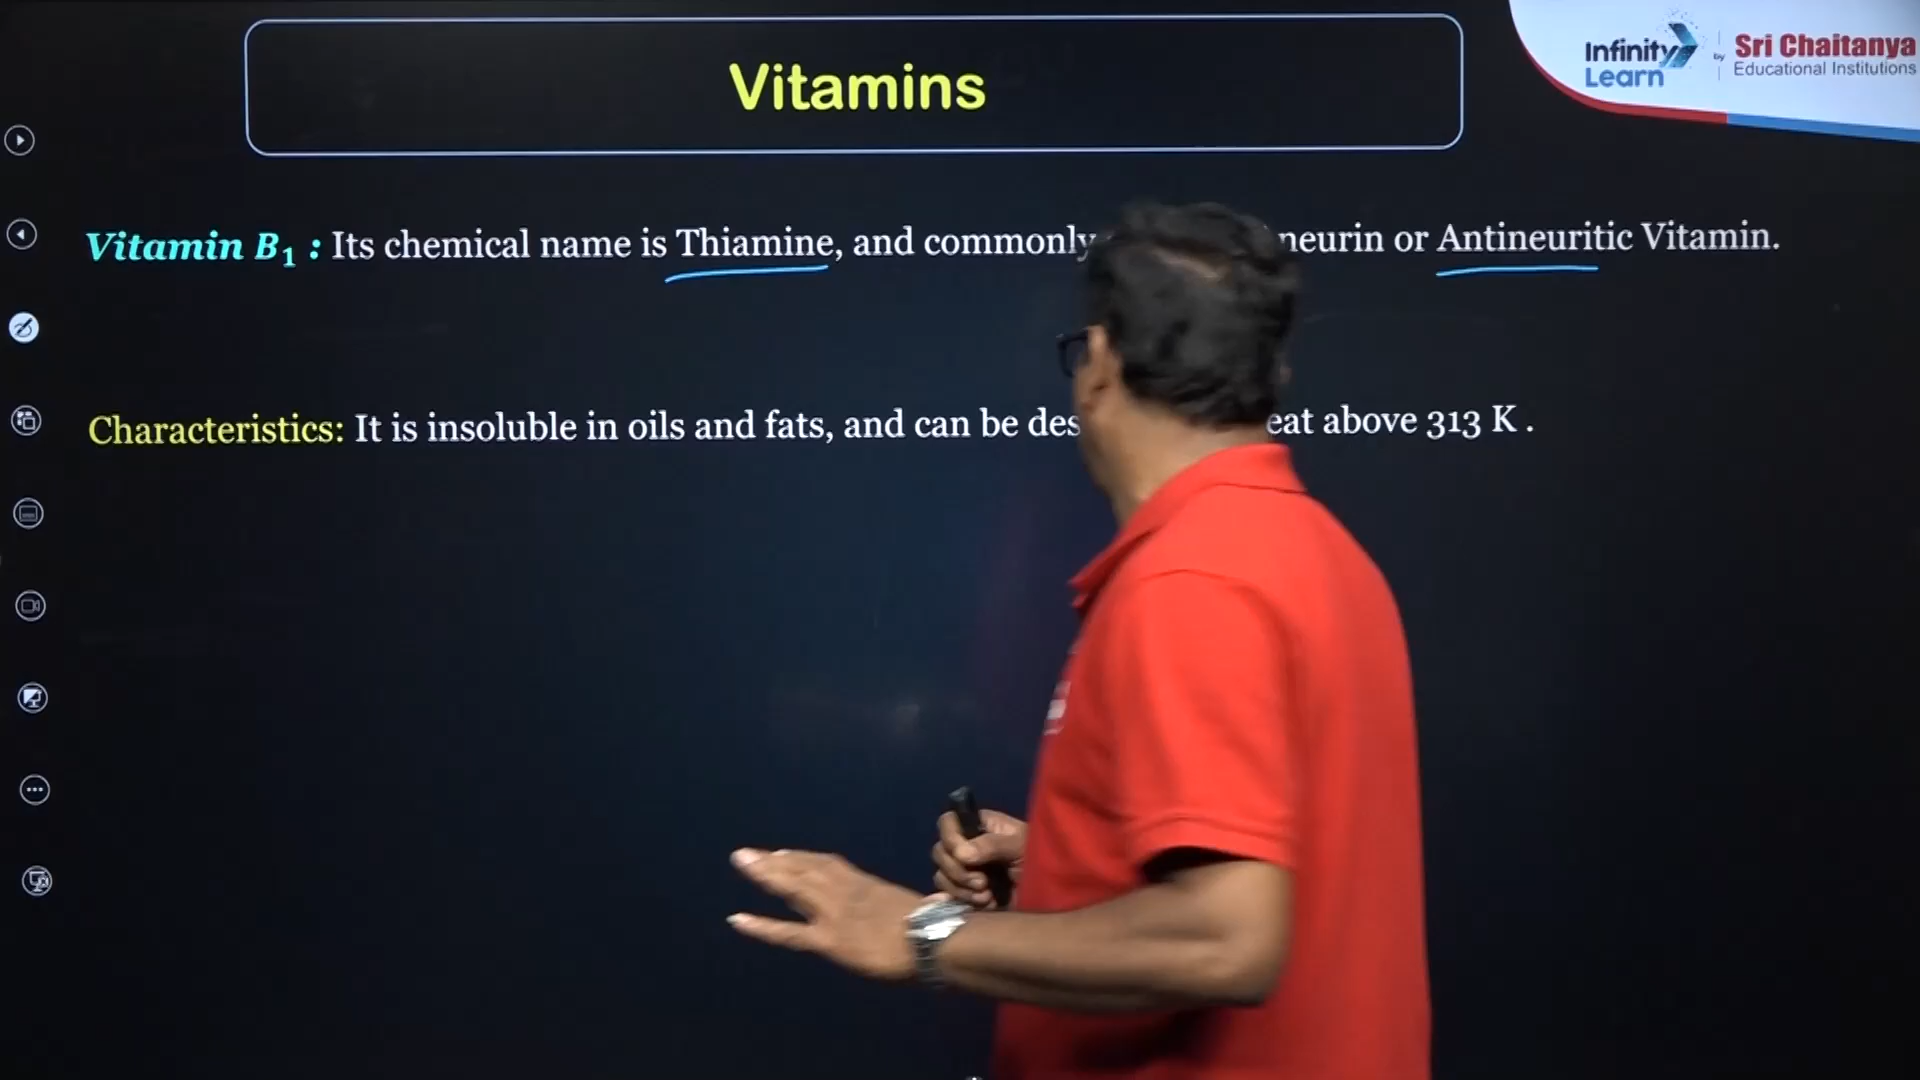 Vitamins
Infinity Learn by Sri Chaitanya Educational Institutions
Vitamin B₁ : Its chemical name is Thiamine, and commonly neurin or Antineuritic Vitamin.
Characteristics: It is insoluble in oils and fats, and can be des eat above 313 K .